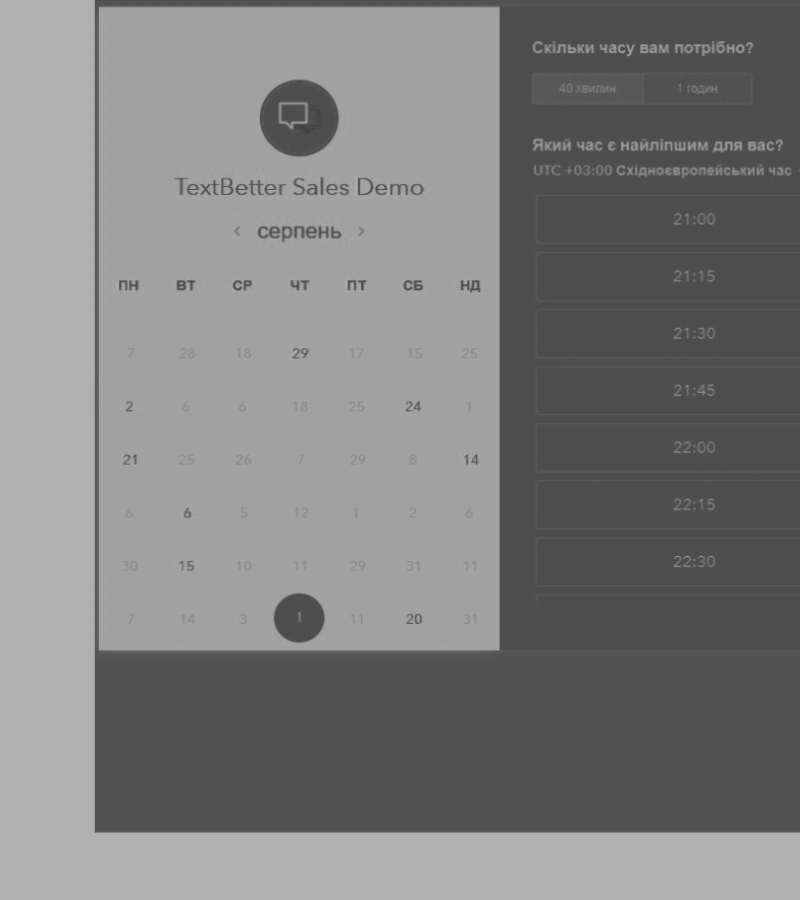 TextBetter Sales Demo
‹ серпень ›
ПН ВТ СР ЧТ ПТ СБ НД
7 28 18 29 17 15 25
2 6 6 18 25 24 1
21 25 26 7 29 8 14
6 6 5 12 1 2 6
30 15 10 11 29 31 11
7 14 3 1 11 20 31
Скільки часу вам потрібно?
40 хвилин 1 годин
Який час є найліпшим для вас?
UTC +03:00 Східноєвропейський час
21:00
21:15
21:30
21:45
22:00
22:15
22:30